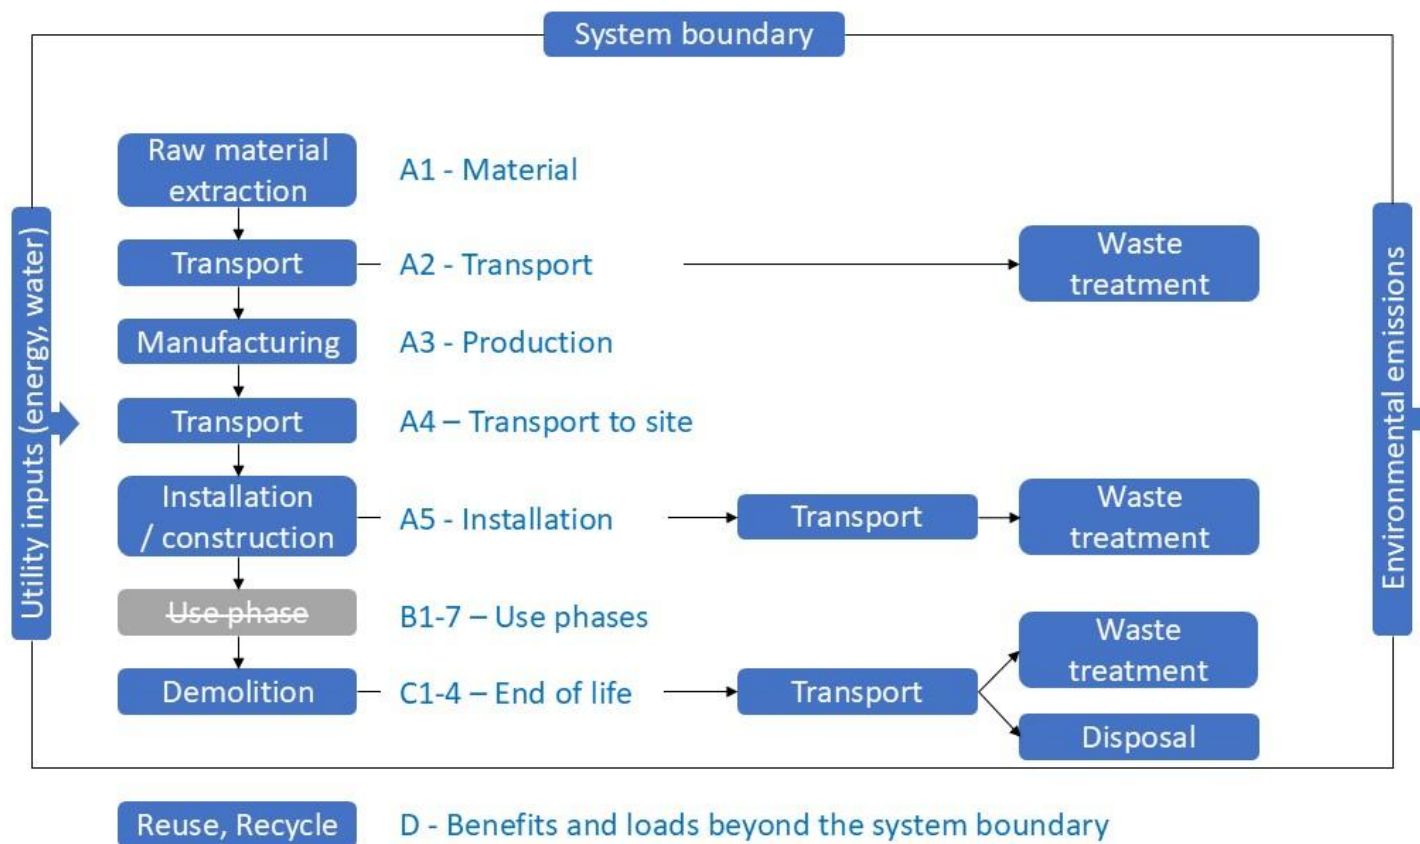 System boundary
Utility inputs (energy, water)
Raw material
extraction
A1 - Material
Transport
A2 - Transport
Waste
treatment
Manufacturing
A3 - Production
Transport
A4 – Transport to site
Installation
/ construction
A5 - Installation
Transport
Waste
treatment
Use phase
B1-7 – Use phases
Demolition
C1-4 – End of life
Transport
Waste
treatment
Disposal
Environmental emissions
Reuse, Recycle
D - Benefits and loads beyond the system boundary